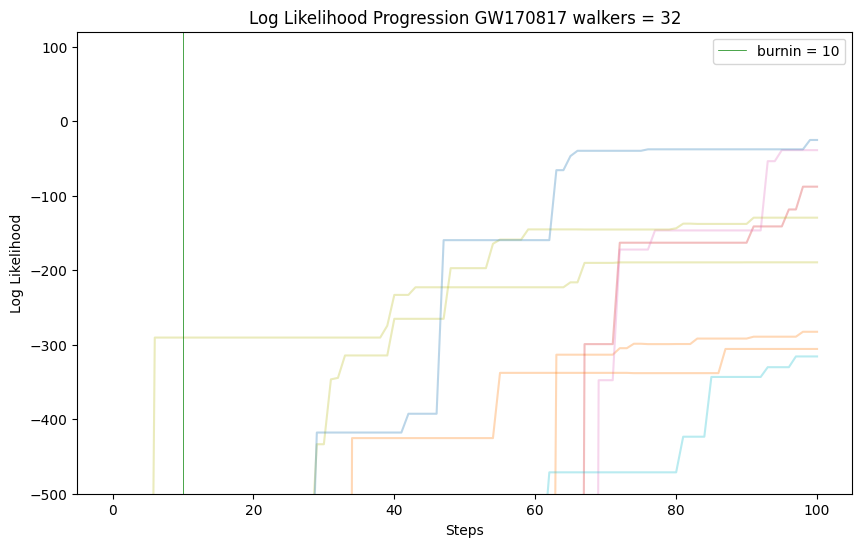 Log Likelihood Progression GW170817 walkers = 32
burnin = 10
100
0
−100
−200
−300
−400
−500
Log Likelihood
0 20 40 60 80 100
Steps